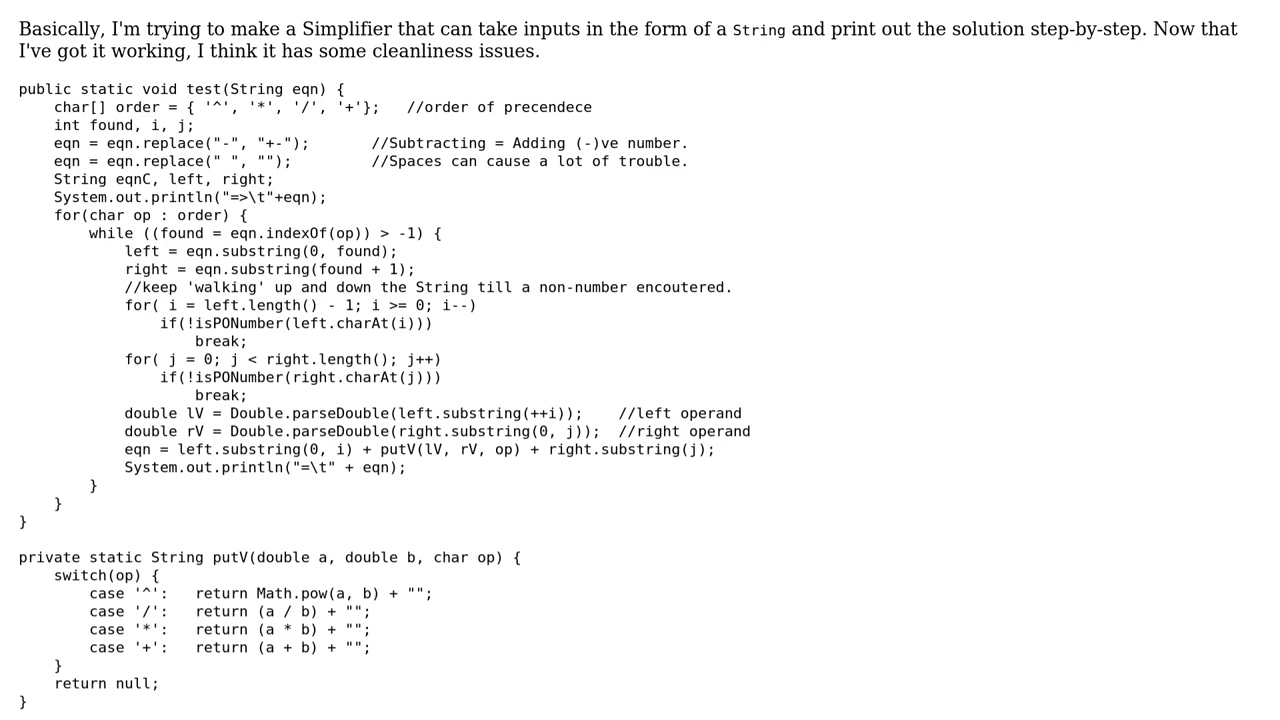 Basically, I'm trying to make a Simplifier that can take inputs in the form of a String and print out the solution step-by-step. Now that
I've got it working, I think it has some cleanliness issues.
public static void test(String eqn) {
    char[] order = { '^', '*', '/', '+'};   //order of precendece
    int found, i, j;
    eqn = eqn.replace("-", "+-");       //Subtracting = Adding (-)ve number.
    eqn = eqn.replace(" ", "");         //Spaces can cause a lot of trouble.
    String eqnC, left, right;
    System.out.println("=>\t"+eqn);
    for(char op : order) {
        while ((found = eqn.indexOf(op)) > -1) {
            left = eqn.substring(0, found);
            right = eqn.substring(found + 1);
            //keep 'walking' up and down the String till a non-number encoutered.
            for( i = left.length() - 1; i >= 0; i--)
                if(!isPONumber(left.charAt(i)))
                    break;
            for( j = 0; j < right.length(); j++)
                if(!isPONumber(right.charAt(j)))
                    break;
            double lV = Double.parseDouble(left.substring(++i));    //left operand
            double rV = Double.parseDouble(right.substring(0, j));  //right operand
            eqn = left.substring(0, i) + putV(lV, rV, op) + right.substring(j);
            System.out.println("=\t" + eqn);
        }
    }
}
private static String putV(double a, double b, char op) {
    switch(op) {
        case '^':   return Math.pow(a, b) + "";
        case '/':   return (a / b) + "";
        case '*':   return (a * b) + "";
        case '+':   return (a + b) + "";
    }
    return null;
}